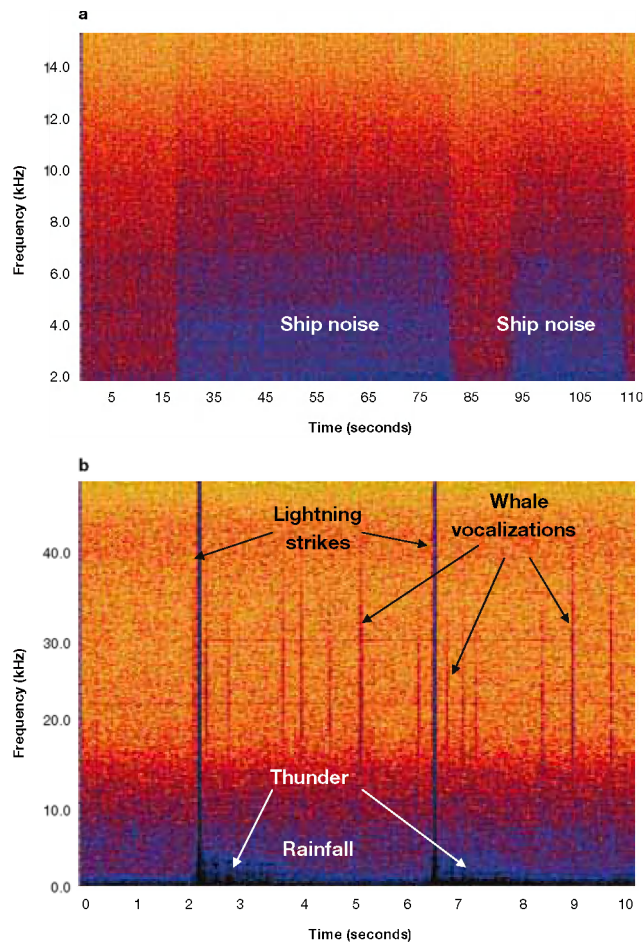 a
14.0
12.0
10.0
8.0
6.0
4.0
2.0
Frequency (kHz)
Ship noise
Ship noise
5 15 35 45 55 65 75 85 95 105 110
Time (seconds)
b
Lightning
strikes
Whale
vocalizations
40.0
30.0
20.0
10.0
0.0
Frequency (kHz)
Thunder
Rainfall
0 1 2 3 4 5 6 7 8 9 10
Time (seconds)